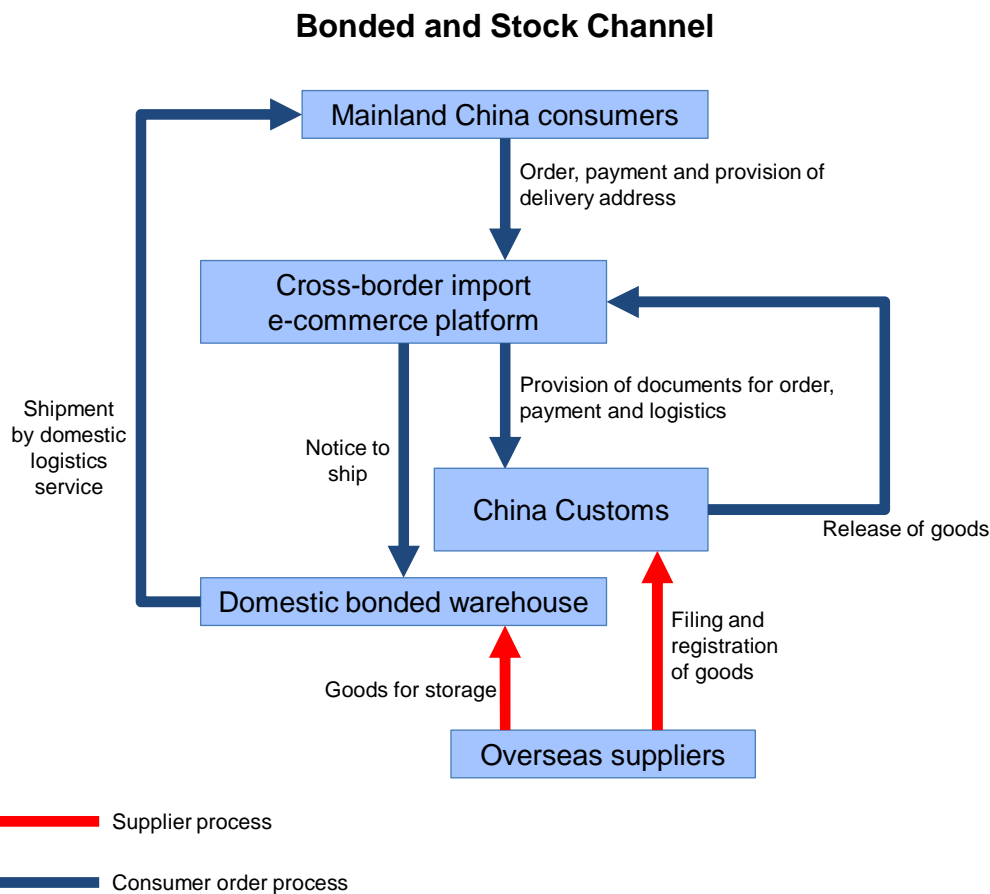 Bonded and Stock Channel
Mainland China consumers
Order, payment and provision of
delivery address
Cross-border import
e-commerce platform
Provision of documents for order,
payment and logistics
Shipment
by domestic
logistics
service
Notice to
ship
China Customs
Release of goods
Domestic bonded warehouse
Filing and
registration
of goods
Goods for storage
Overseas suppliers
Supplier process
Consumer order process